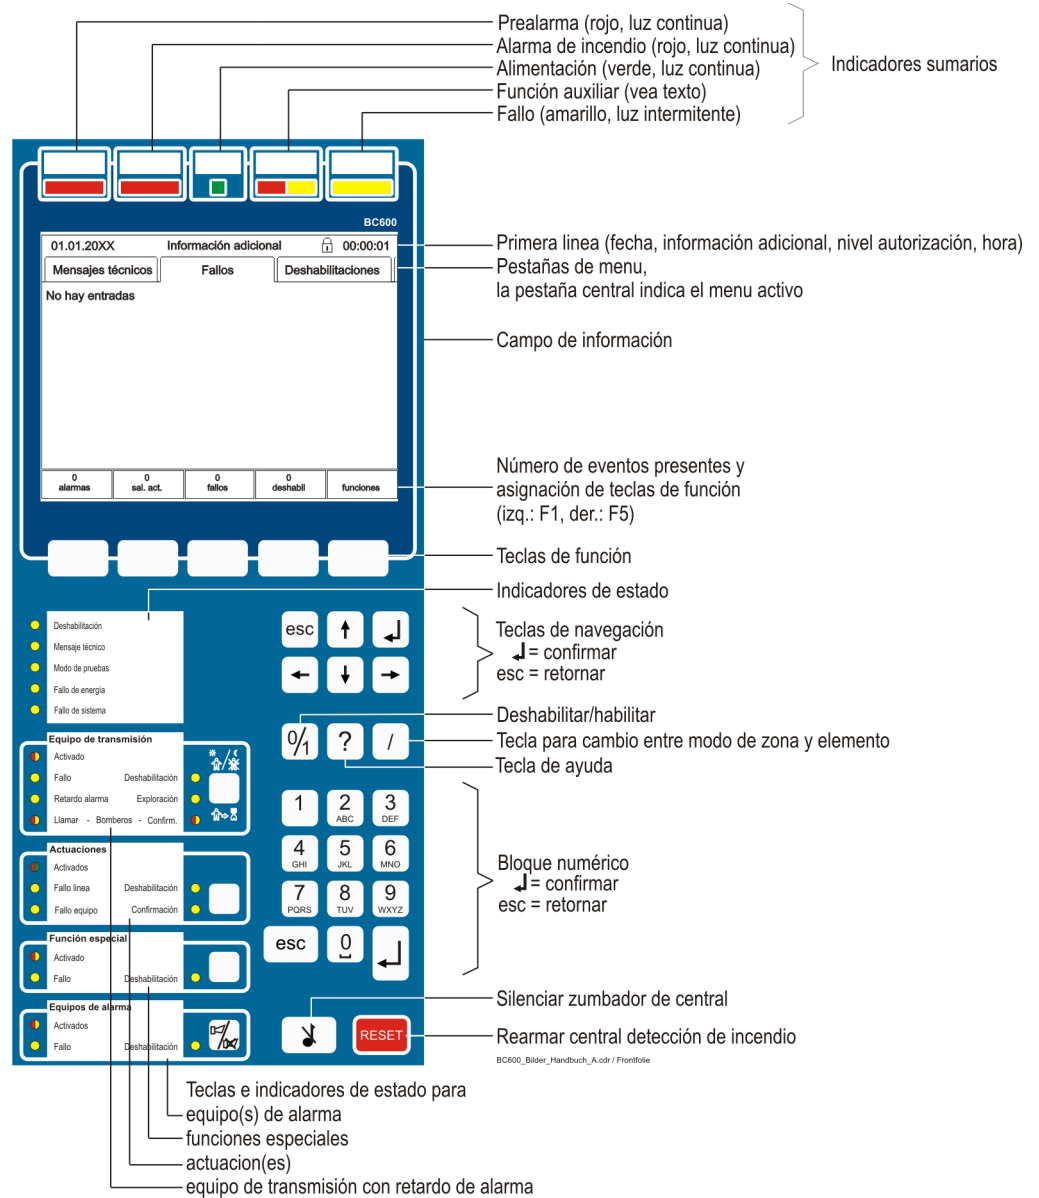 Prealarma (rojo, luz continua)
Alarma de incendio (rojo, luz continua)
Alimentación (verde, luz continua)
Función auxiliar (vea texto)
Fallo (amarillo, luz intermitente)
Indicadores sumarios
BC600
01.01.20XX Información adicional 00:00:01
Mensajes técnicos Fallos Deshabilitaciones
No hay entradas
0 0 0 0
alarmas sal. act. fallos deshabil funciones
Primera linea (fecha, información adicional, nivel autorización, hora)
Pestañas de menu,
la pestaña central indica el menu activo
Campo de información
Número de eventos presentes y
asignación de teclas de función
(izq.: F1, der.: F5)
Teclas de función
Indicadores de estado
Deshabilitación
Mensaje técnico
Modo de pruebas
Fallo de energía
Fallo de sistema
esc ↑ ↵
← ↓ →
Teclas de navegación
↵ = confirmar
esc = retornar
0/1 ? /
Deshabilitar/habilitar
Tecla para cambio entre modo de zona y elemento
Tecla de ayuda
Equipo de transmisión
Activado
Fallo Deshabilitación
Retardo alarma Exploración
Llamar - Bomberos - Confirm.
Actuaciones
Activados
Fallo linea Deshabilitación
Fallo equipo Confirmación
Función especial
Activado
Fallo Deshabilitación
Equipos de alarma
Activados
Fallo Deshabilitación
1 2 3
ABC DEF
4 5 6
GHI JKL MNO
7 8 9
PQRS TUV WXYZ
esc 0 ↵
Bloque numérico
↵ = confirmar
esc = retornar
RESET
Silenciar zumbador de central
Rearmar central detección de incendio
BC600_Bilder_Handbuch_A.cdr / Frontfolie
Teclas e indicadores de estado para
equipo(s) de alarma
funciones especiales
actuacion(es)
equipo de transmisión con retardo de alarma